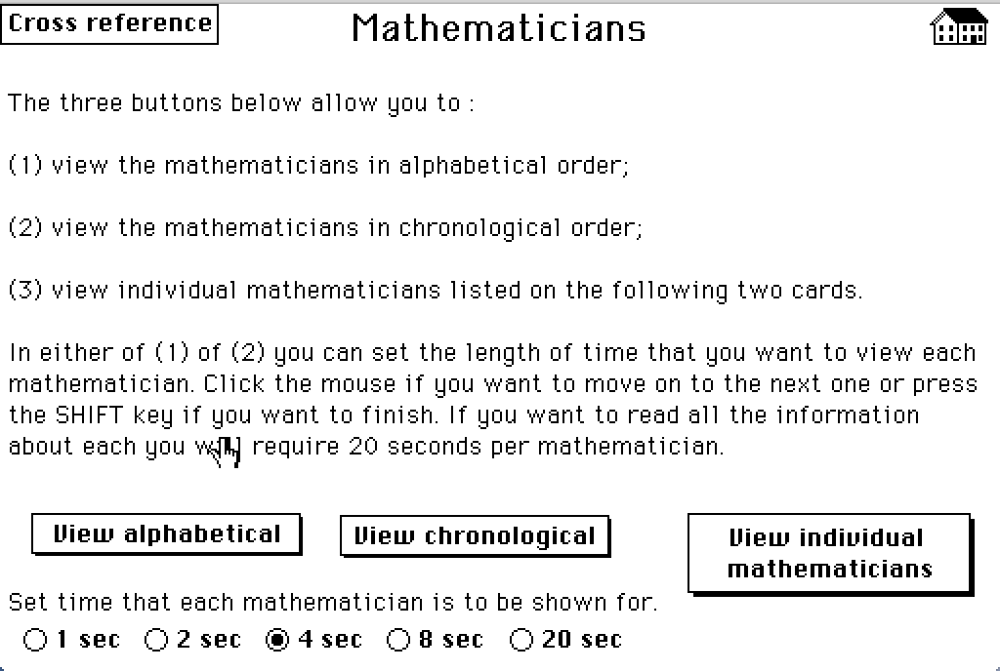 Cross reference
Mathematicians
The three buttons below allow you to :
(1) view the mathematicians in alphabetical order;
(2) view the mathematicians in chronological order;
(3) view individual mathematicians listed on the following two cards.
In either of (1) of (2) you can set the length of time that you want to view each
mathematician. Click the mouse if you want to move on to the next one or press
the SHIFT key if you want to finish. If you want to read all the information
about each you require 20 seconds per mathematician.
View alphabetical
View chronological
View individual
mathematicians
Set time that each mathematician is to be shown for.
1 sec 2 sec 4 sec 8 sec 20 sec